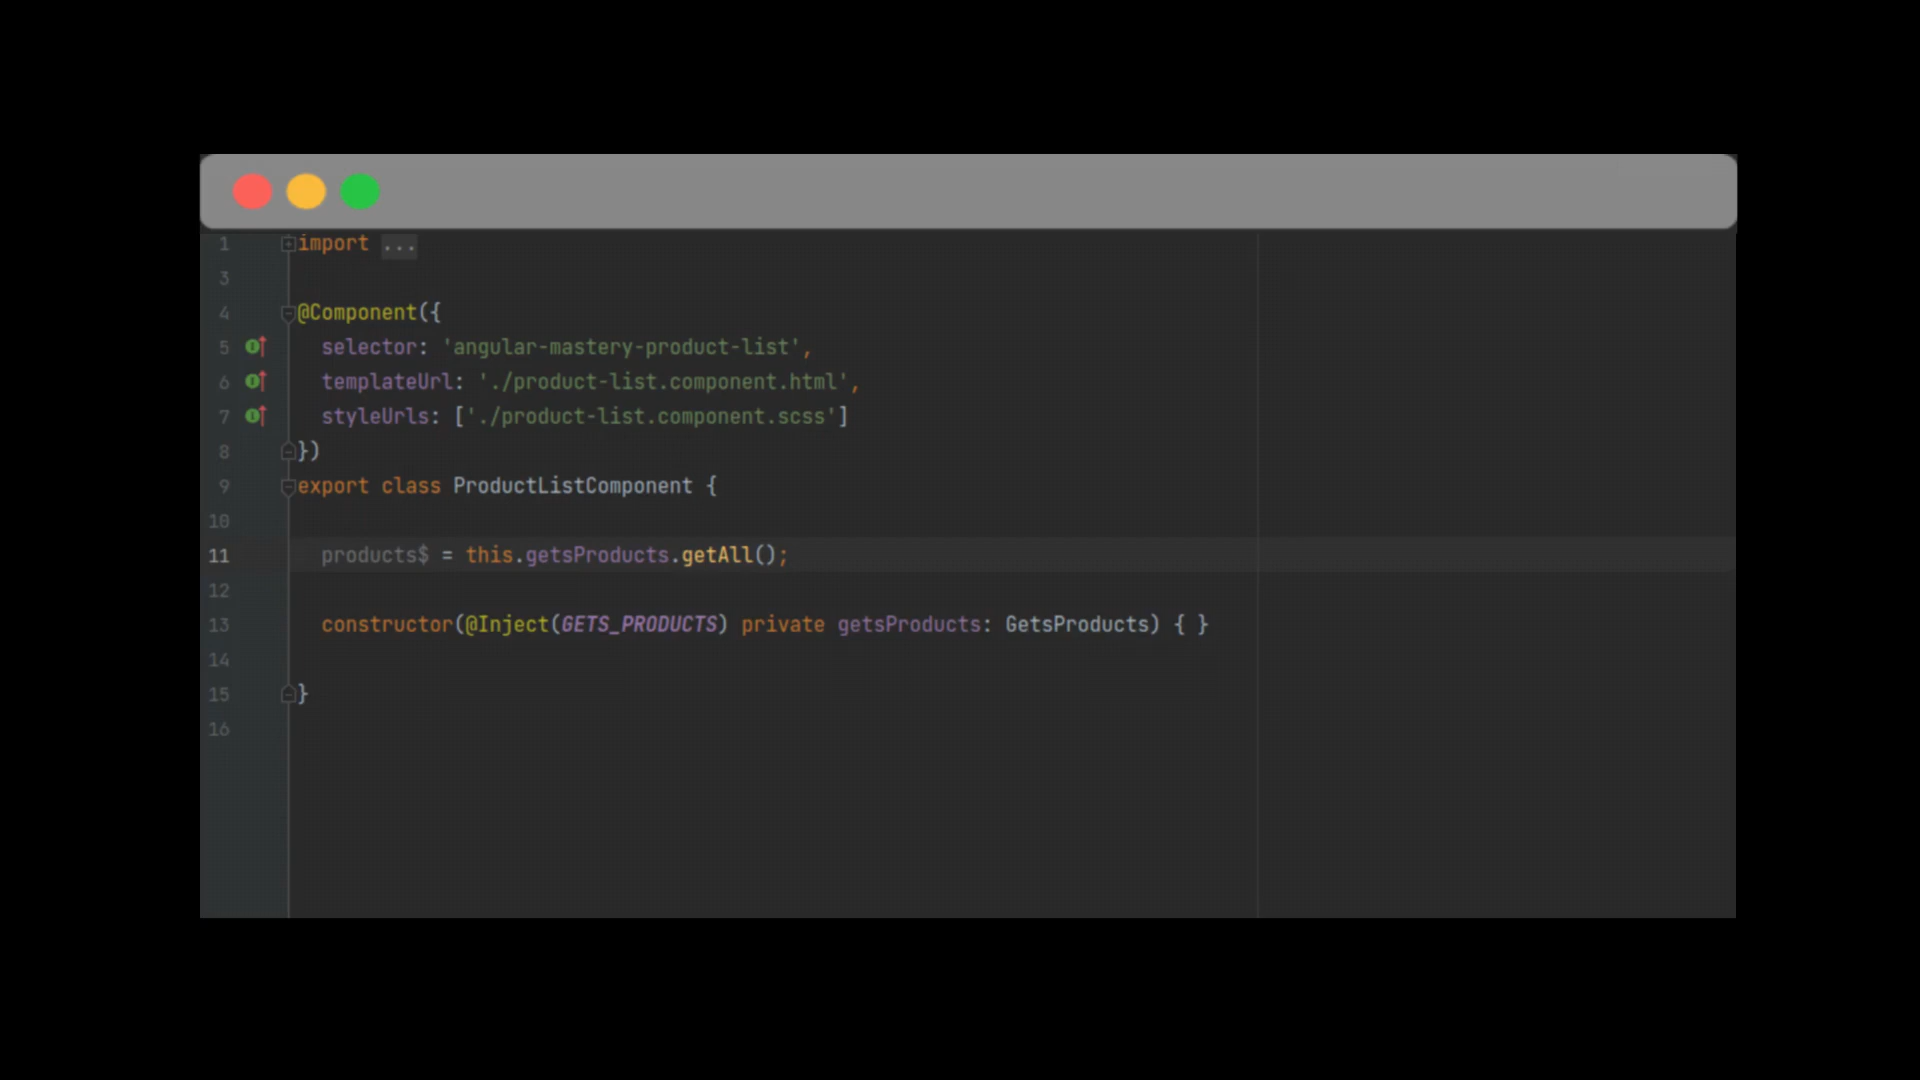 1 import ...
3
4 @Component({
5 selector: 'angular-mastery-product-list',
6 templateUrl: './product-list.component.html',
7 styleUrls: ['./product-list.component.scss']
8 })
9 export class ProductListComponent {
10
11 products$ = this.getsProducts.getAll();
12
13 constructor(@Inject(GETS_PRODUCTS) private getsProducts: GetsProducts) { }
14
15 }
16